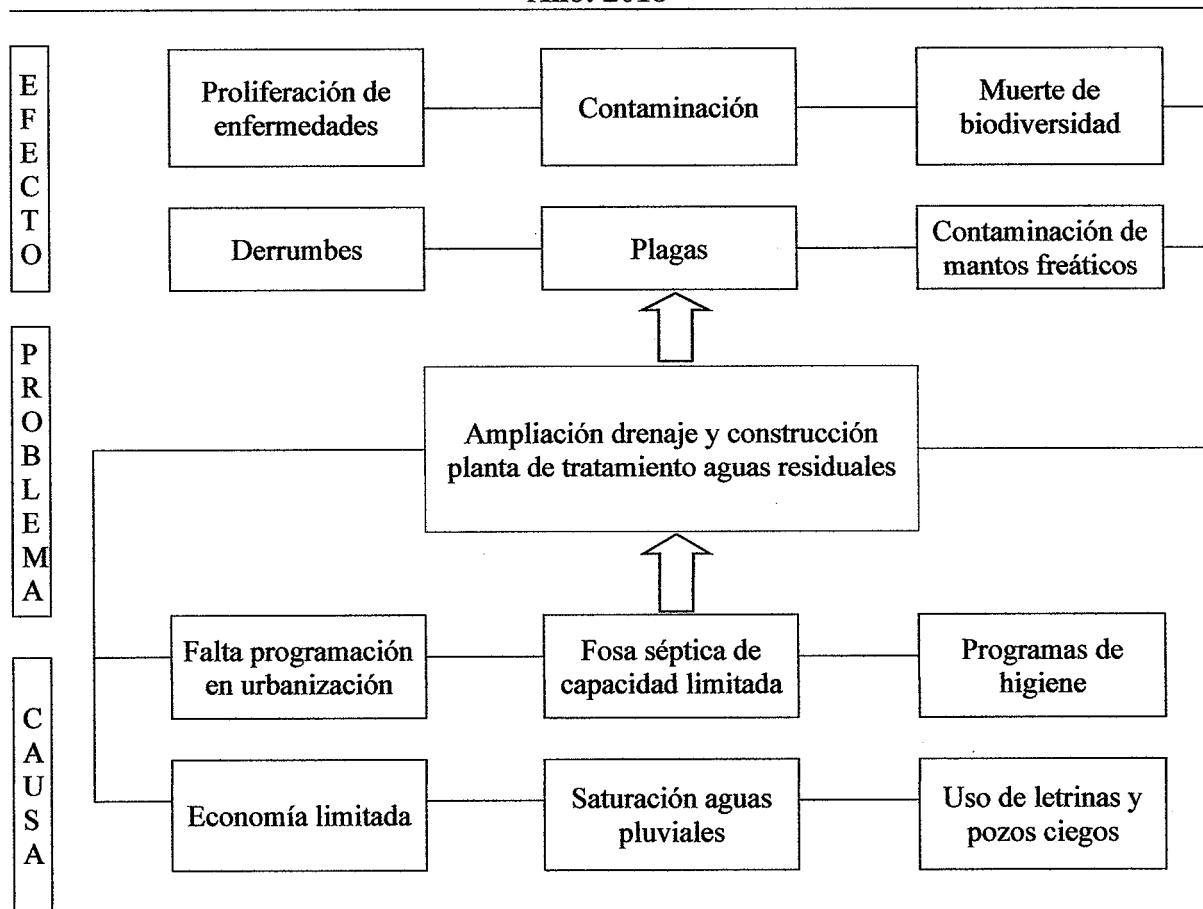 EFECTO
Proliferación de
enfermedades
Contaminación
Muerte de
biodiversidad
Derrumbes
Plagas
Contaminación de
mantos freáticos
PROBLEMA
Ampliación drenaje y construcción
planta de tratamiento aguas residuales
CAUSA
Falta programación
en urbanización
Fosa séptica de
capacidad limitada
Programas de
higiene
Economía limitada
Saturación aguas
pluviales
Uso de letrinas y
pozos ciegos